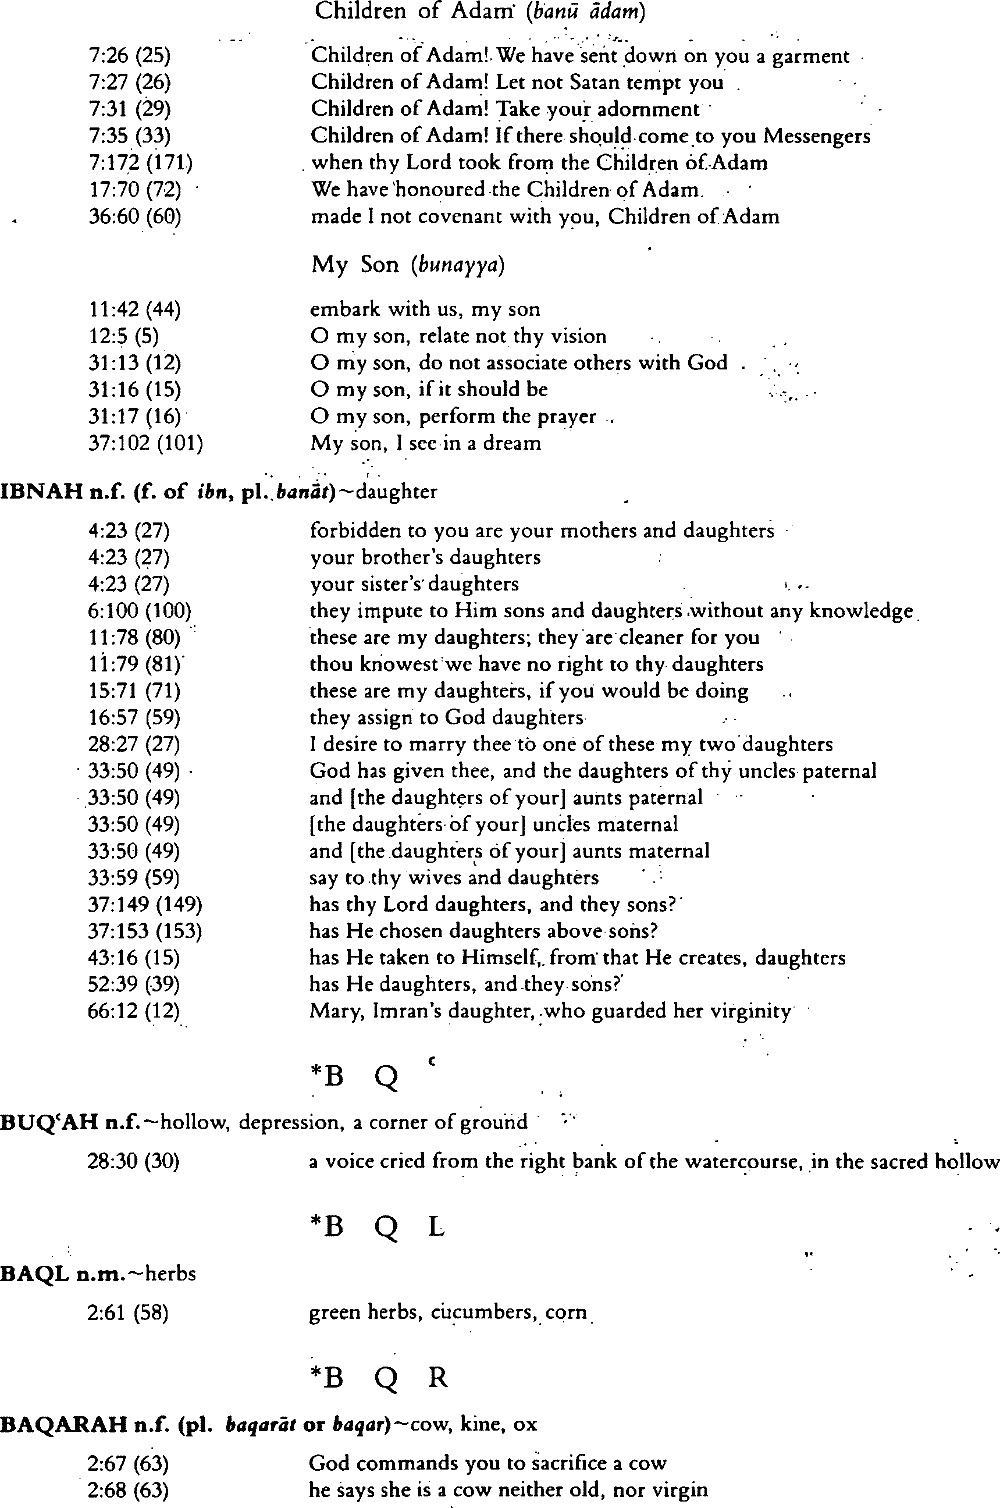 Children of Adam (banū ādam)
7:26 (25) Children of Adam! We have sent down on you a garment
7:27 (26) Children of Adam! Let not Satan tempt you
7:31 (29) Children of Adam! Take your adornment
7:35 (33) Children of Adam! If there should come to you Messengers
7:172 (171) when thy Lord took from the Children of Adam
17:70 (72) We have honoured the Children of Adam
36:60 (60) made I not covenant with you, Children of Adam
My Son (bunayya)
11:42 (44) embark with us, my son
12:5 (5) O my son, relate not thy vision
31:13 (12) O my son, do not associate others with God
31:16 (15) O my son, if it should be
31:17 (16) O my son, perform the prayer
37:102 (101) My son, I see in a dream
IBNAH n.f. (f. of ibn, pl. banāt)~daughter
4:23 (27) forbidden to you are your mothers and daughters
4:23 (27) your brother's daughters
4:23 (27) your sister's daughters
6:100 (100) they impute to Him sons and daughters without any knowledge
11:78 (80) these are my daughters; they are cleaner for you
11:79 (81) thou knowest we have no right to thy daughters
15:71 (71) these are my daughters, if you would be doing
16:57 (59) they assign to God daughters
28:27 (27) I desire to marry thee to one of these my two daughters
33:50 (49) God has given thee, and the daughters of thy uncles paternal
33:50 (49) and [the daughters of your] aunts paternal
33:50 (49) [the daughters of your] uncles maternal
33:50 (49) and [the daughters of your] aunts maternal
33:59 (59) say to thy wives and daughters
37:149 (149) has thy Lord daughters, and they sons?
37:153 (153) has He chosen daughters above sons?
43:16 (15) has He taken to Himself, from that He creates, daughters
52:39 (39) has He daughters, and they sons?
66:12 (12) Mary, Imran's daughter, who guarded her virginity
*B Q ʿ
BUQʿAH n.f.~hollow, depression, a corner of ground
28:30 (30) a voice cried from the right bank of the watercourse, in the sacred hollow
*B Q L
BAQL n.m.~herbs
2:61 (58) green herbs, cucumbers, corn
*B Q R
BAQARAH n.f. (pl. baqarāt or baqar)~cow, kine, ox
2:67 (63) God commands you to sacrifice a cow
2:68 (63) he says she is a cow neither old, nor virgin